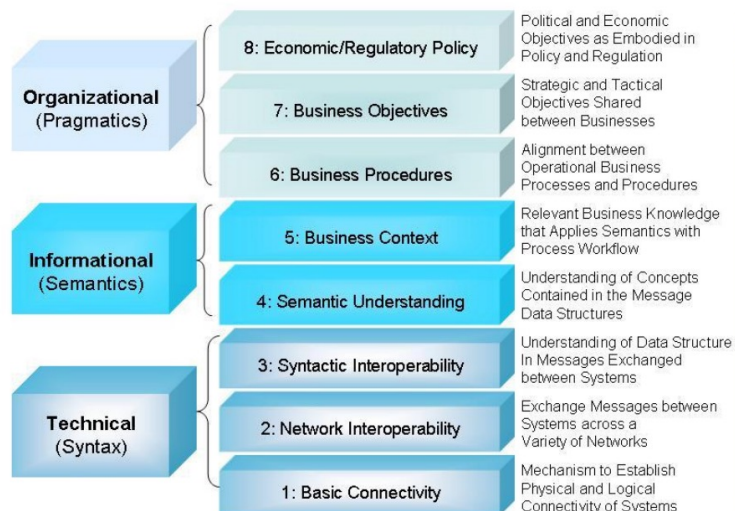 Organizational
(Pragmatics)
8: Economic/Regulatory Policy
Political and Economic
Objectives as Embodied in
Policy and Regulation
7: Business Objectives
Strategic and Tactical
Objectives Shared
between Businesses
6: Business Procedures
Alignment between
Operational Business
Processes and Procedures
Informational
(Semantics)
5: Business Context
Relevant Business Knowledge
that Applies Semantics with
Process Workflow
4: Semantic Understanding
Understanding of Concepts
Contained in the Message
Data Structures
Technical
(Syntax)
3: Syntactic Interoperability
Understanding of Data Structure
In Messages Exchanged
between Systems
2: Network Interoperability
Exchange Messages between
Systems across a
Variety of Networks
1: Basic Connectivity
Mechanism to Establish
Physical and Logical
Connectivity of Systems